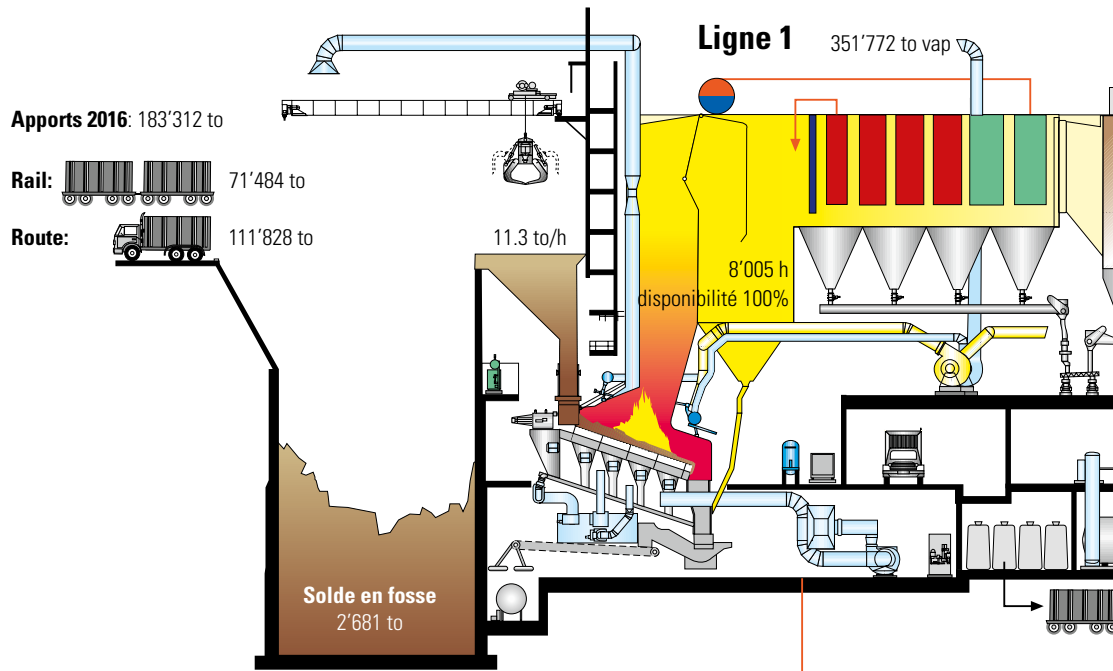 Ligne 1
351’772 to vap
Apports 2016: 183’312 to
Rail: 71’484 to
Route: 111’828 to
11.3 to/h
8’005 h
disponibilité 100%
Solde en fosse
2’681 to